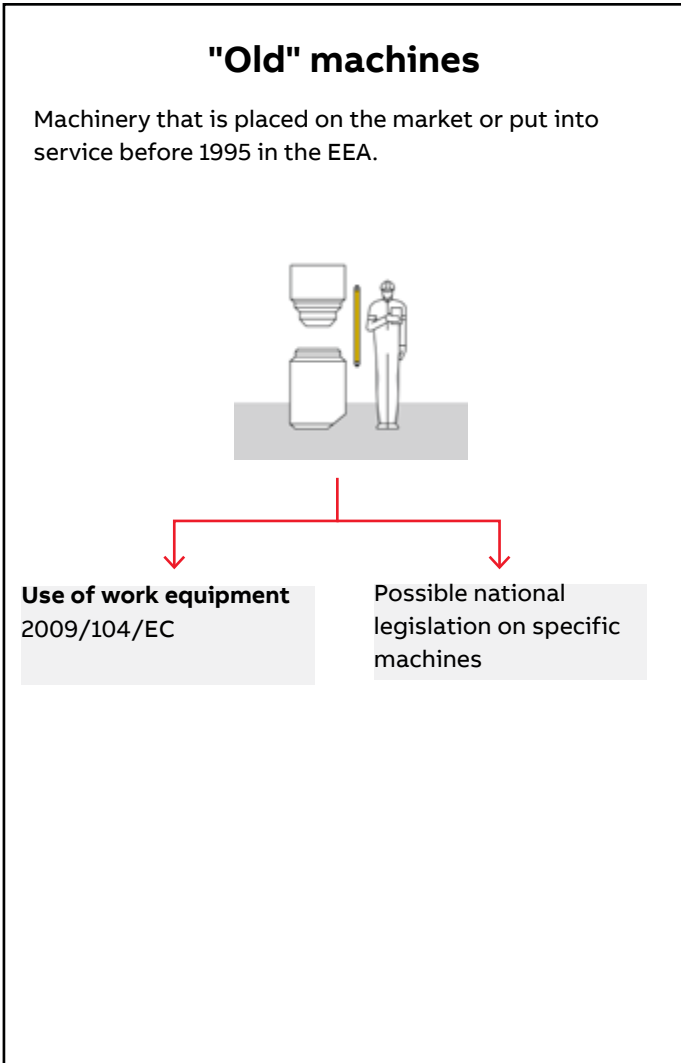 "Old" machines
Machinery that is placed on the market or put into
service before 1995 in the EEA.
Use of work equipment
2009/104/EC
Possible national
legislation on specific
machines